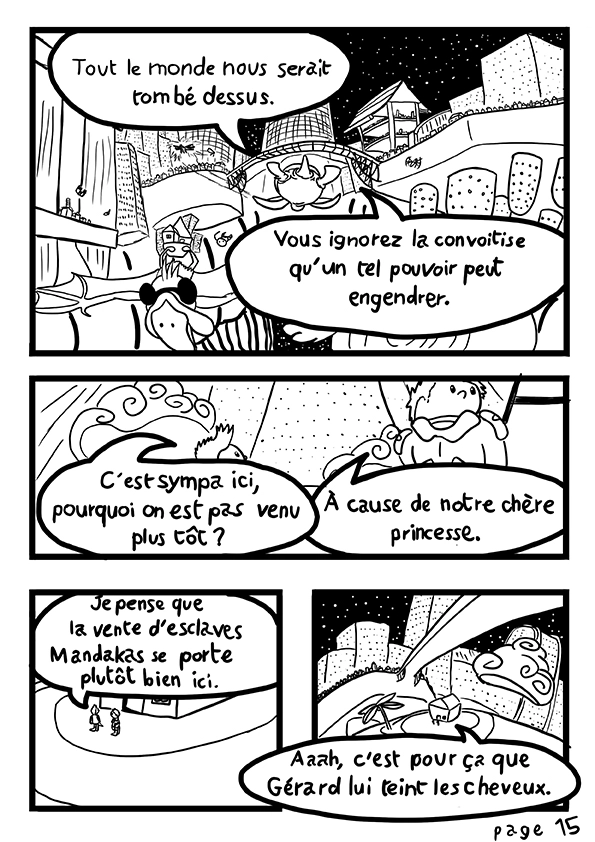 Tout le monde nous serait
tombé dessus.
Vous ignorez la convoitise
qu'un tel pouvoir peut
engendrer.
C'est sympa ici,
pourquoi on est pas venu
plus tôt ?
À cause de notre chère
princesse.
Je pense que
la vente d'esclaves
Mandakas se porte
plutôt bien ici.
Aaah, c'est pour ça que
Gérard lui teint les cheveux.
page 15